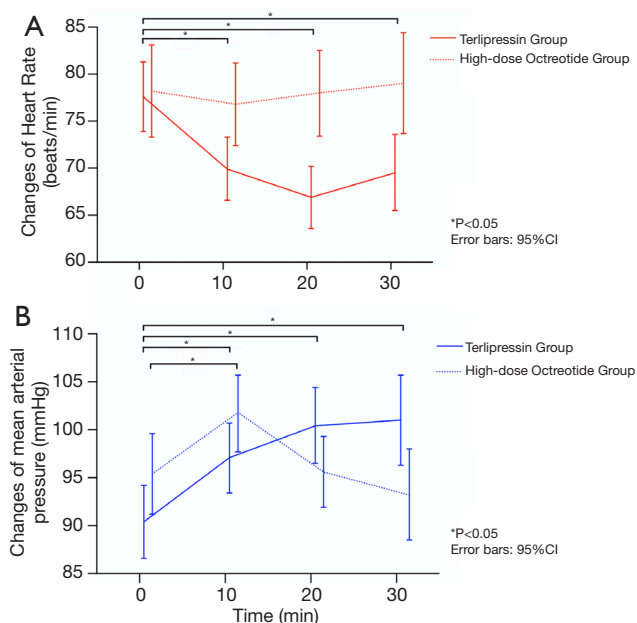 A
*
*
*
85
80
75
70
65
60
Changes of Heart Rate
(beats/min)
0 10 20 30
Terlipressin Group
High-dose Octreotide Group
*P<0.05
Error bars: 95%CI
B
*
*
*
*
110
105
100
95
90
85
Changes of mean arterial
pressure (mmHg)
0 10 20 30
Time (min)
Terlipressin Group
High-dose Octreotide Group
*P<0.05
Error bars: 95%CI